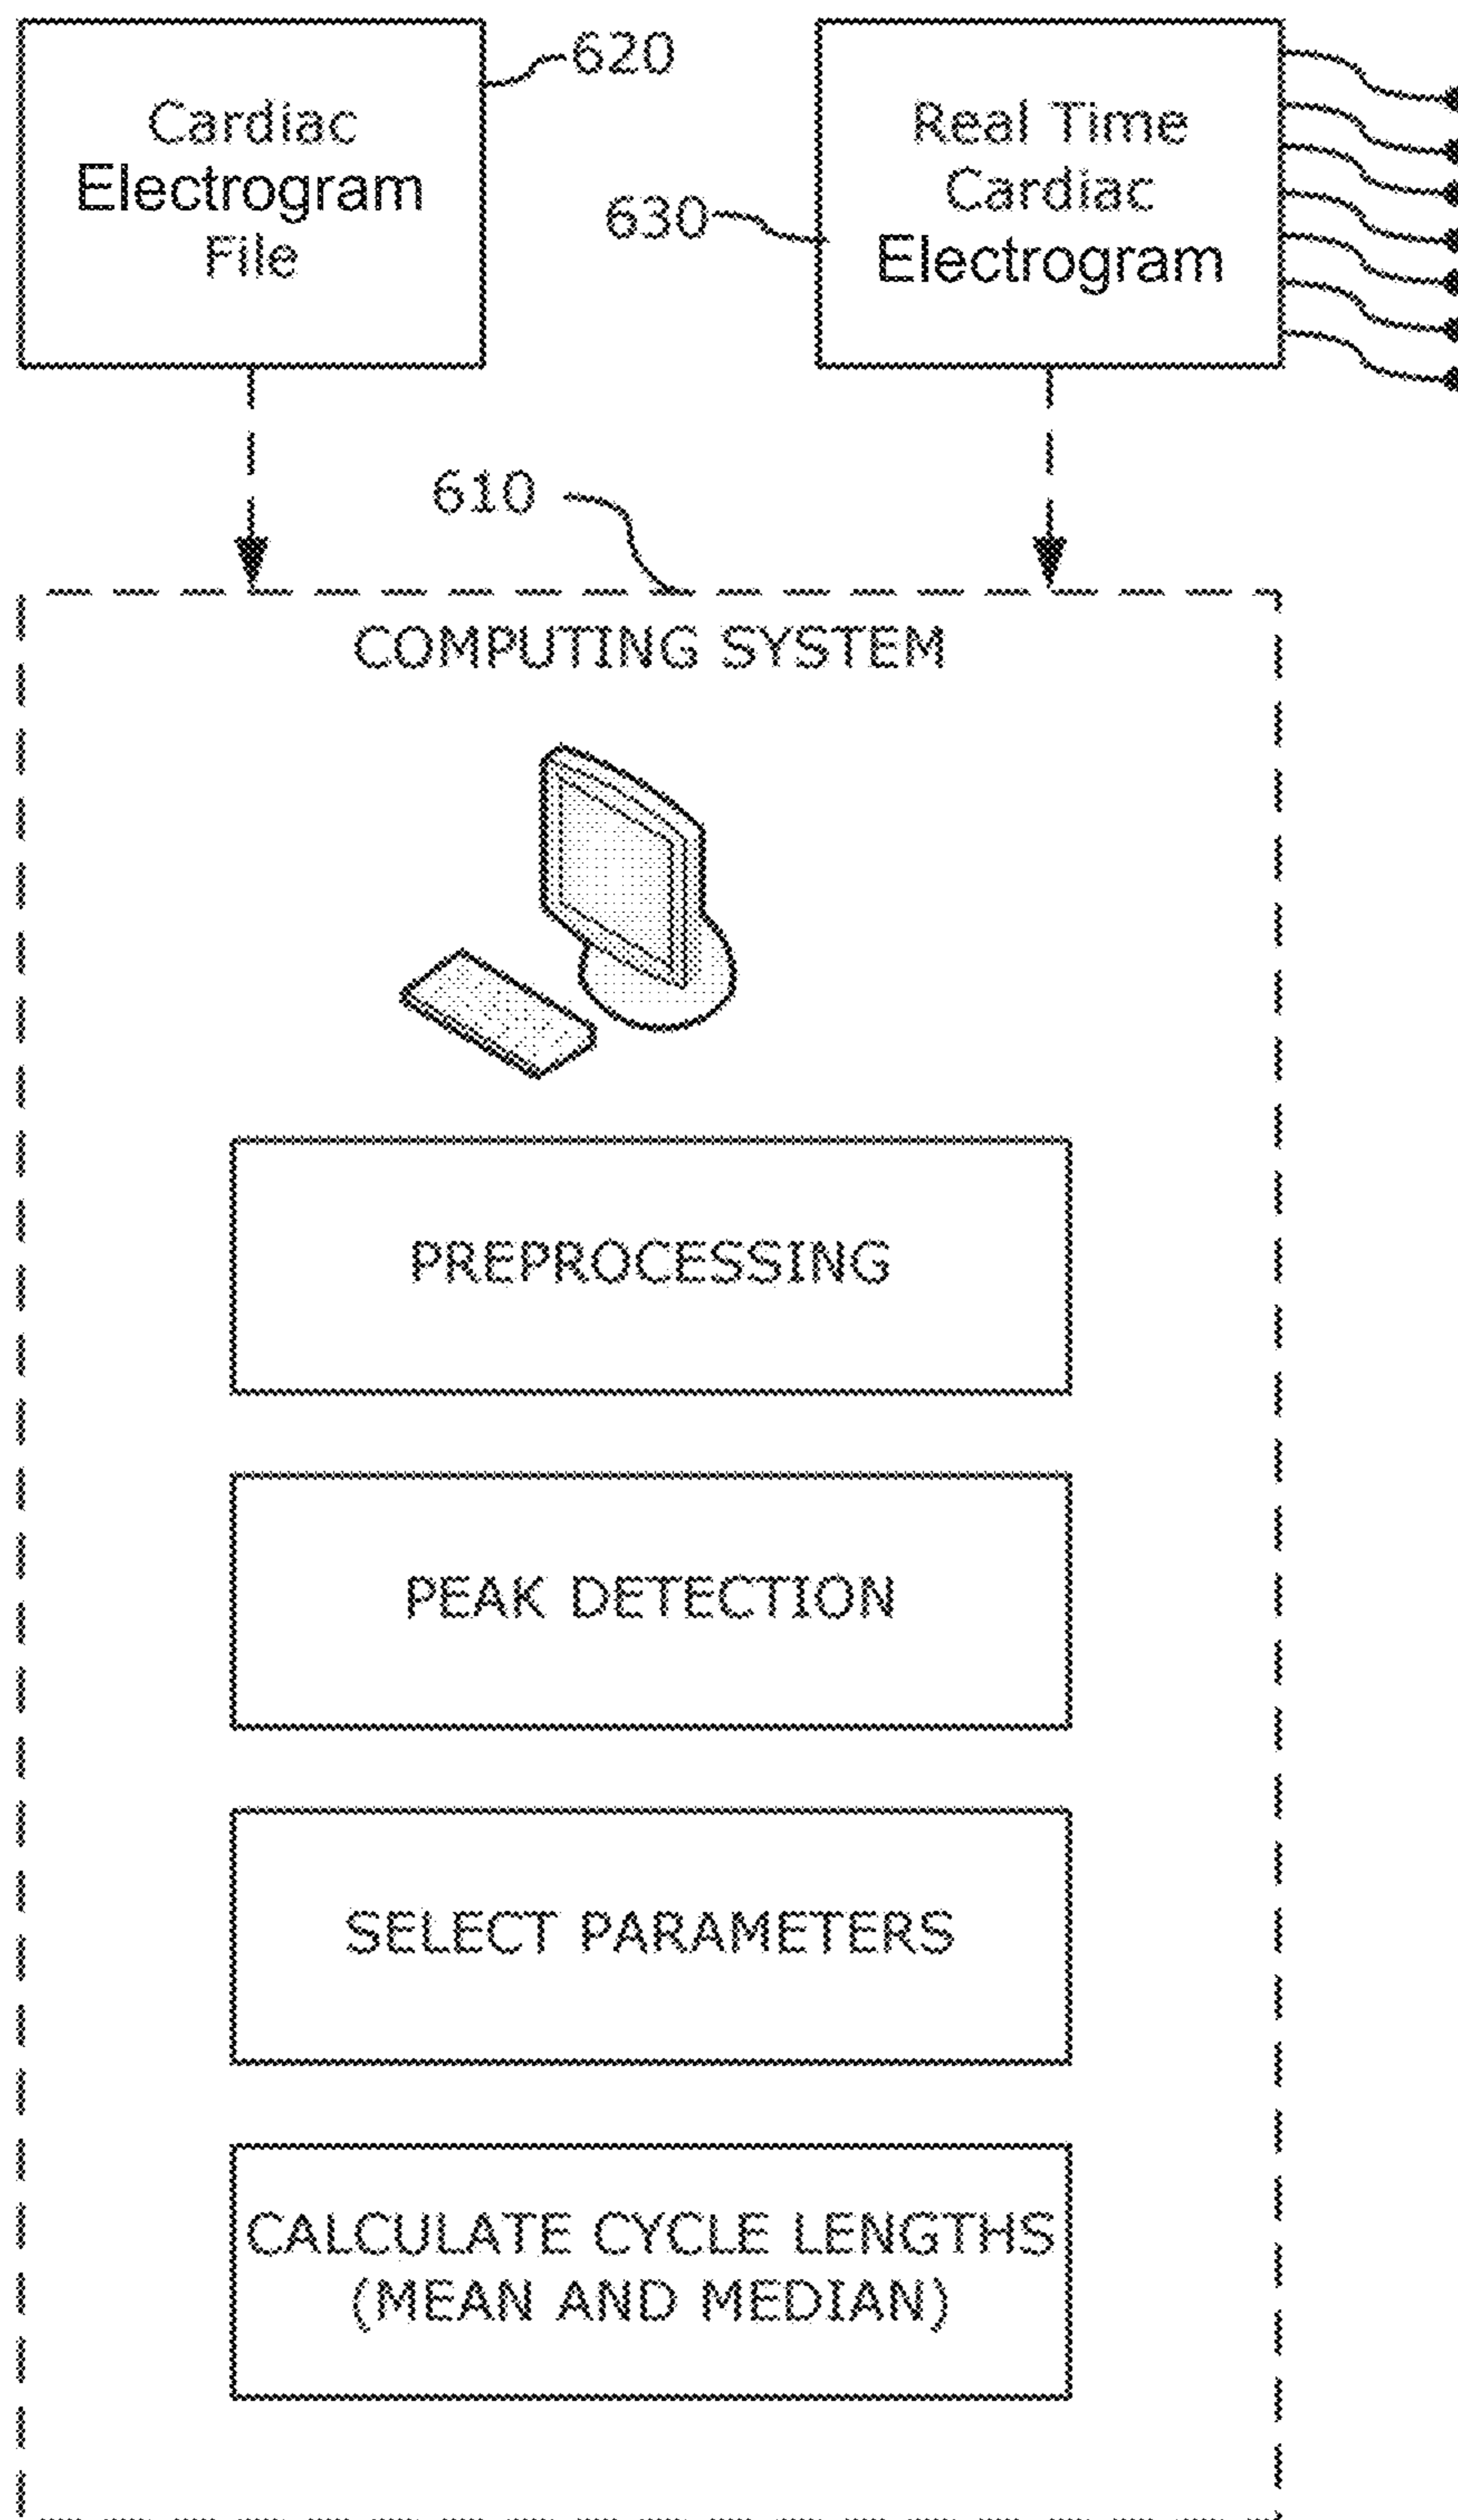 Cardiac
Electrogram
File
620
Real Time
Cardiac
Electrogram
630
610
COMPUTING SYSTEM
PREPROCESSING
PEAK DETECTION
SELECT PARAMETERS
CALCULATE CYCLE LENGTHS
(MEAN AND MEDIAN)